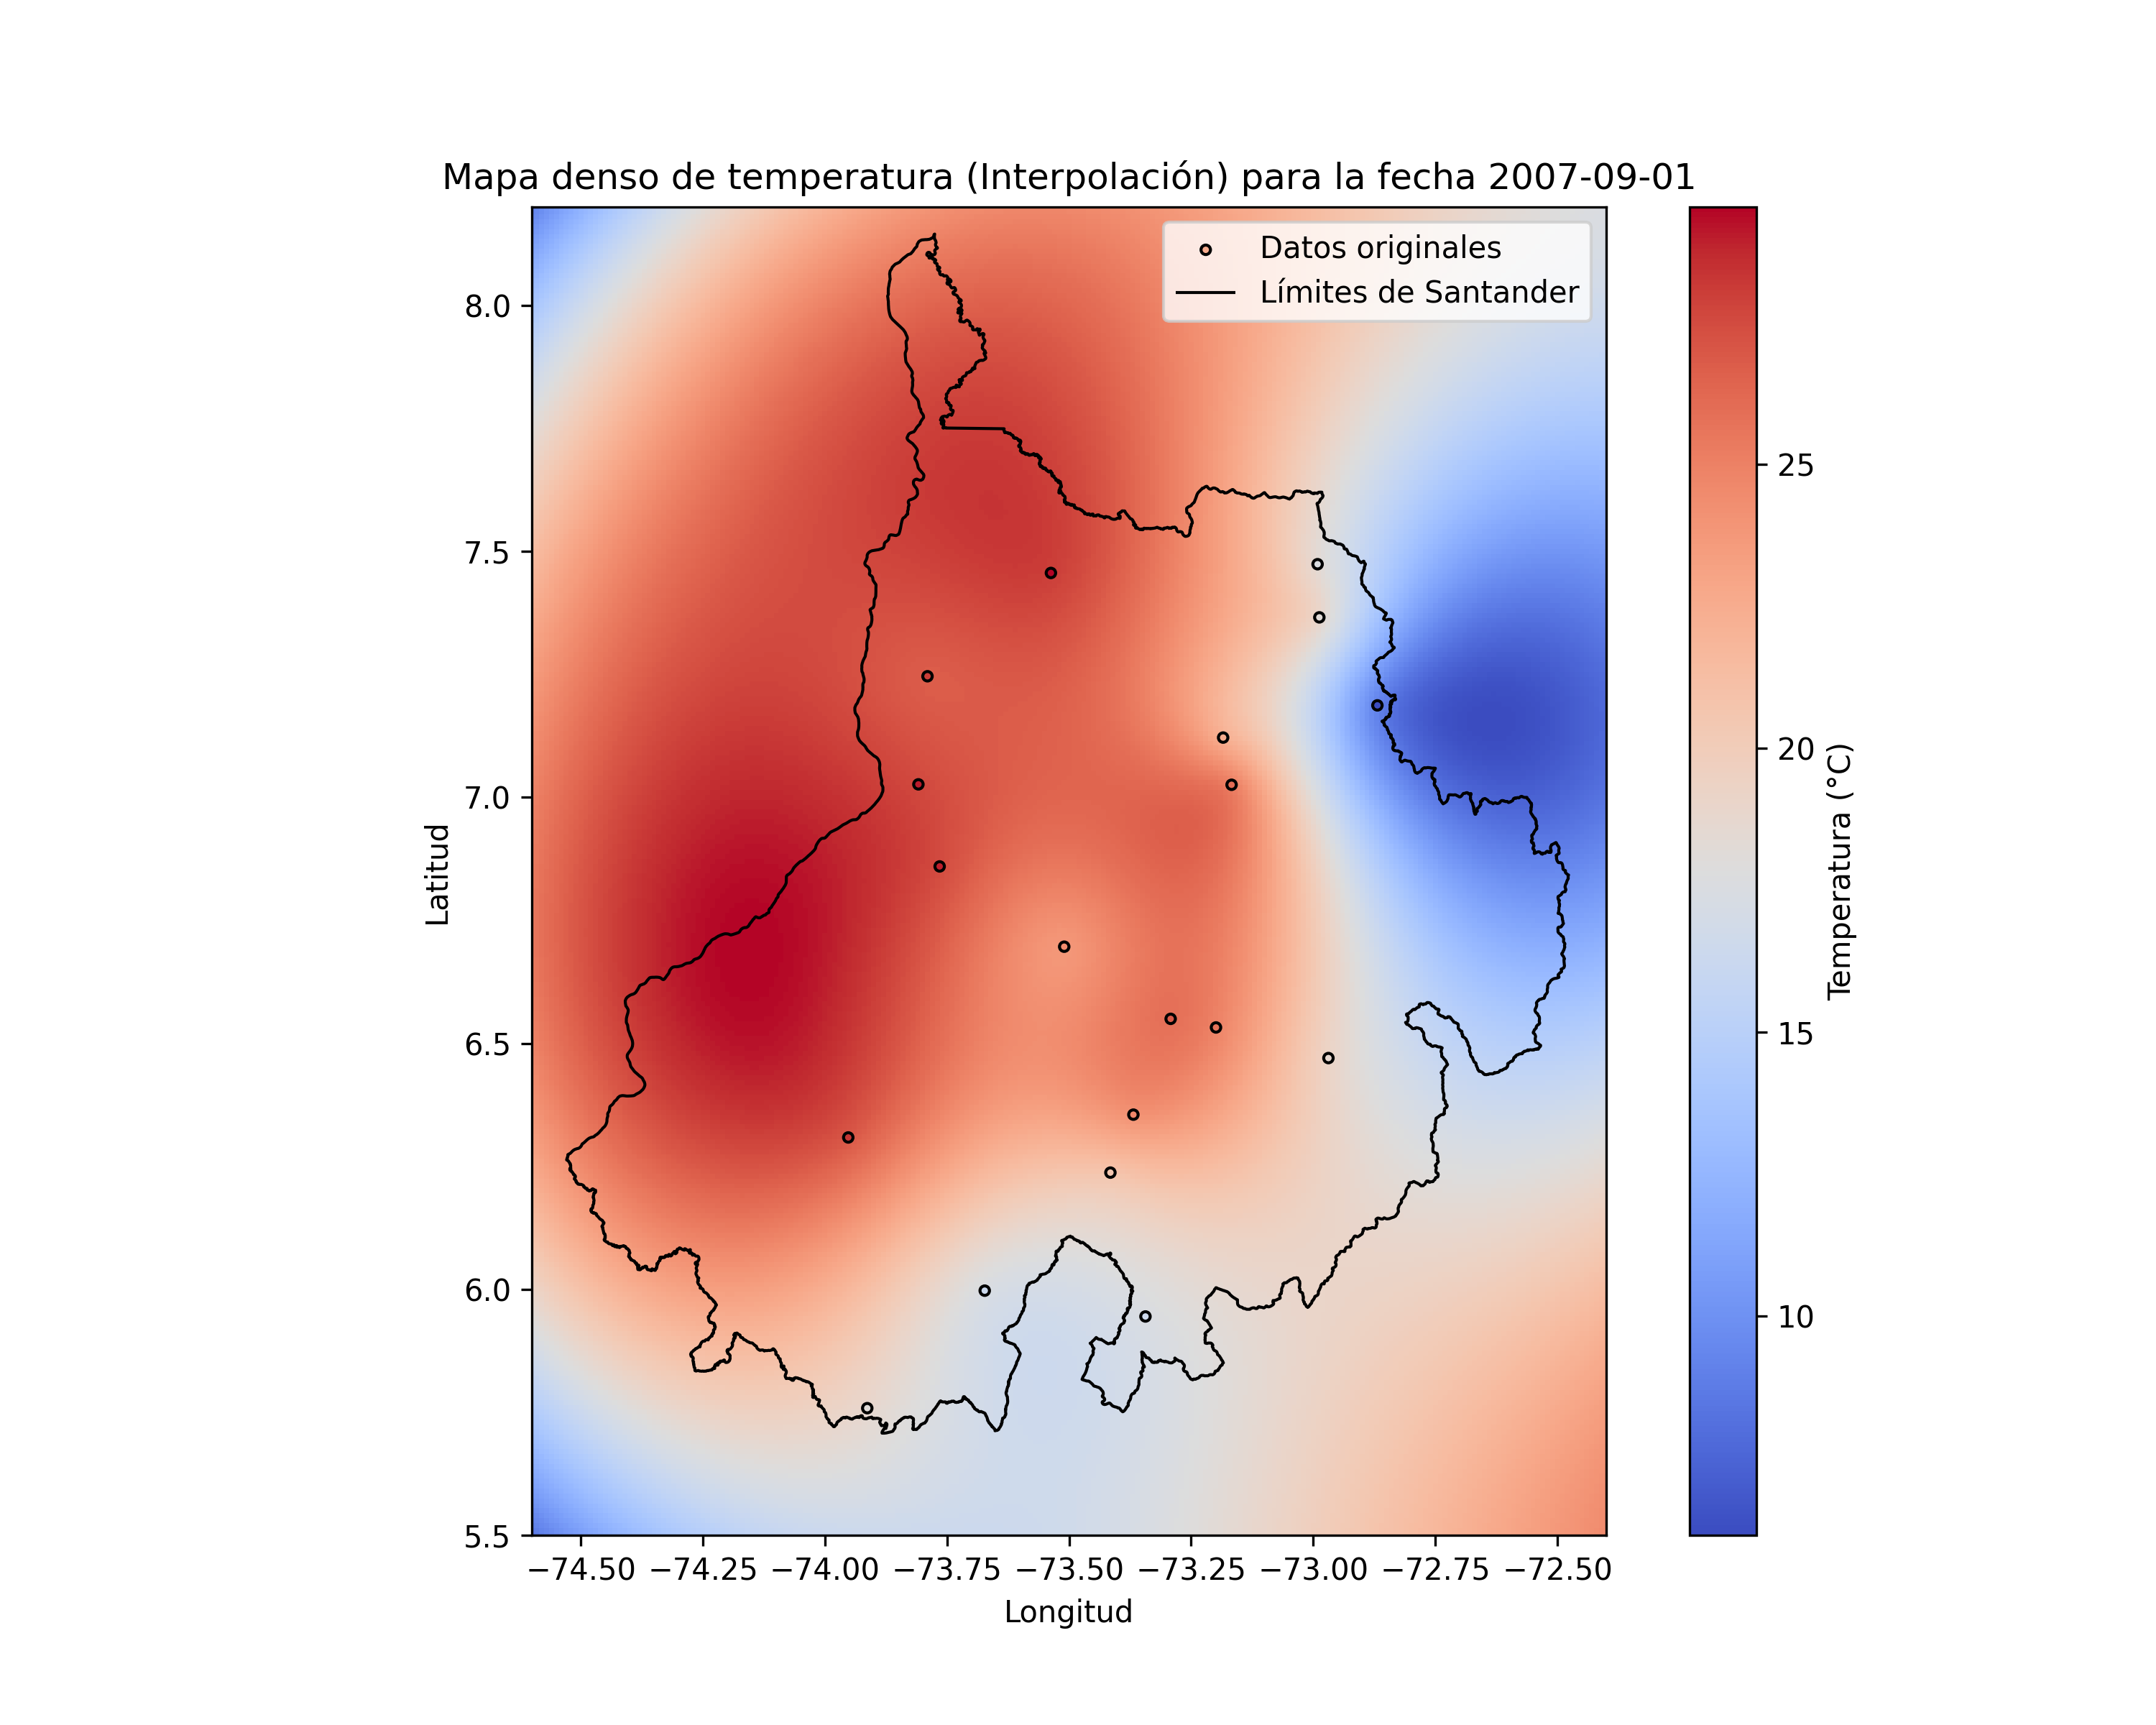 Mapa denso de temperatura (Interpolación) para la fecha 2007-09-01
Datos originales
Límites de Santander
8.0
7.5
7.0
6.5
6.0
5.5
Latitud
−74.50 −74.25 −74.00 −73.75 −73.50 −73.25 −73.00 −72.75 −72.50
Longitud
25
20
15
10
Temperatura (°C)